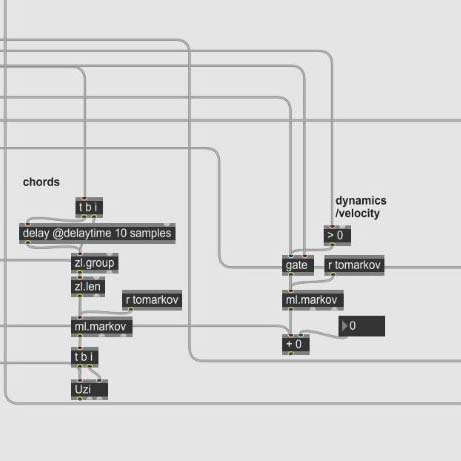 chords
t b i
delay @delaytime 10 samples
zl.group
zl.len
r tomarkov
ml.markov
t b i
Uzi
dynamics
/velocity
> 0
gate
r tomarkov
ml.markov
0
+ 0